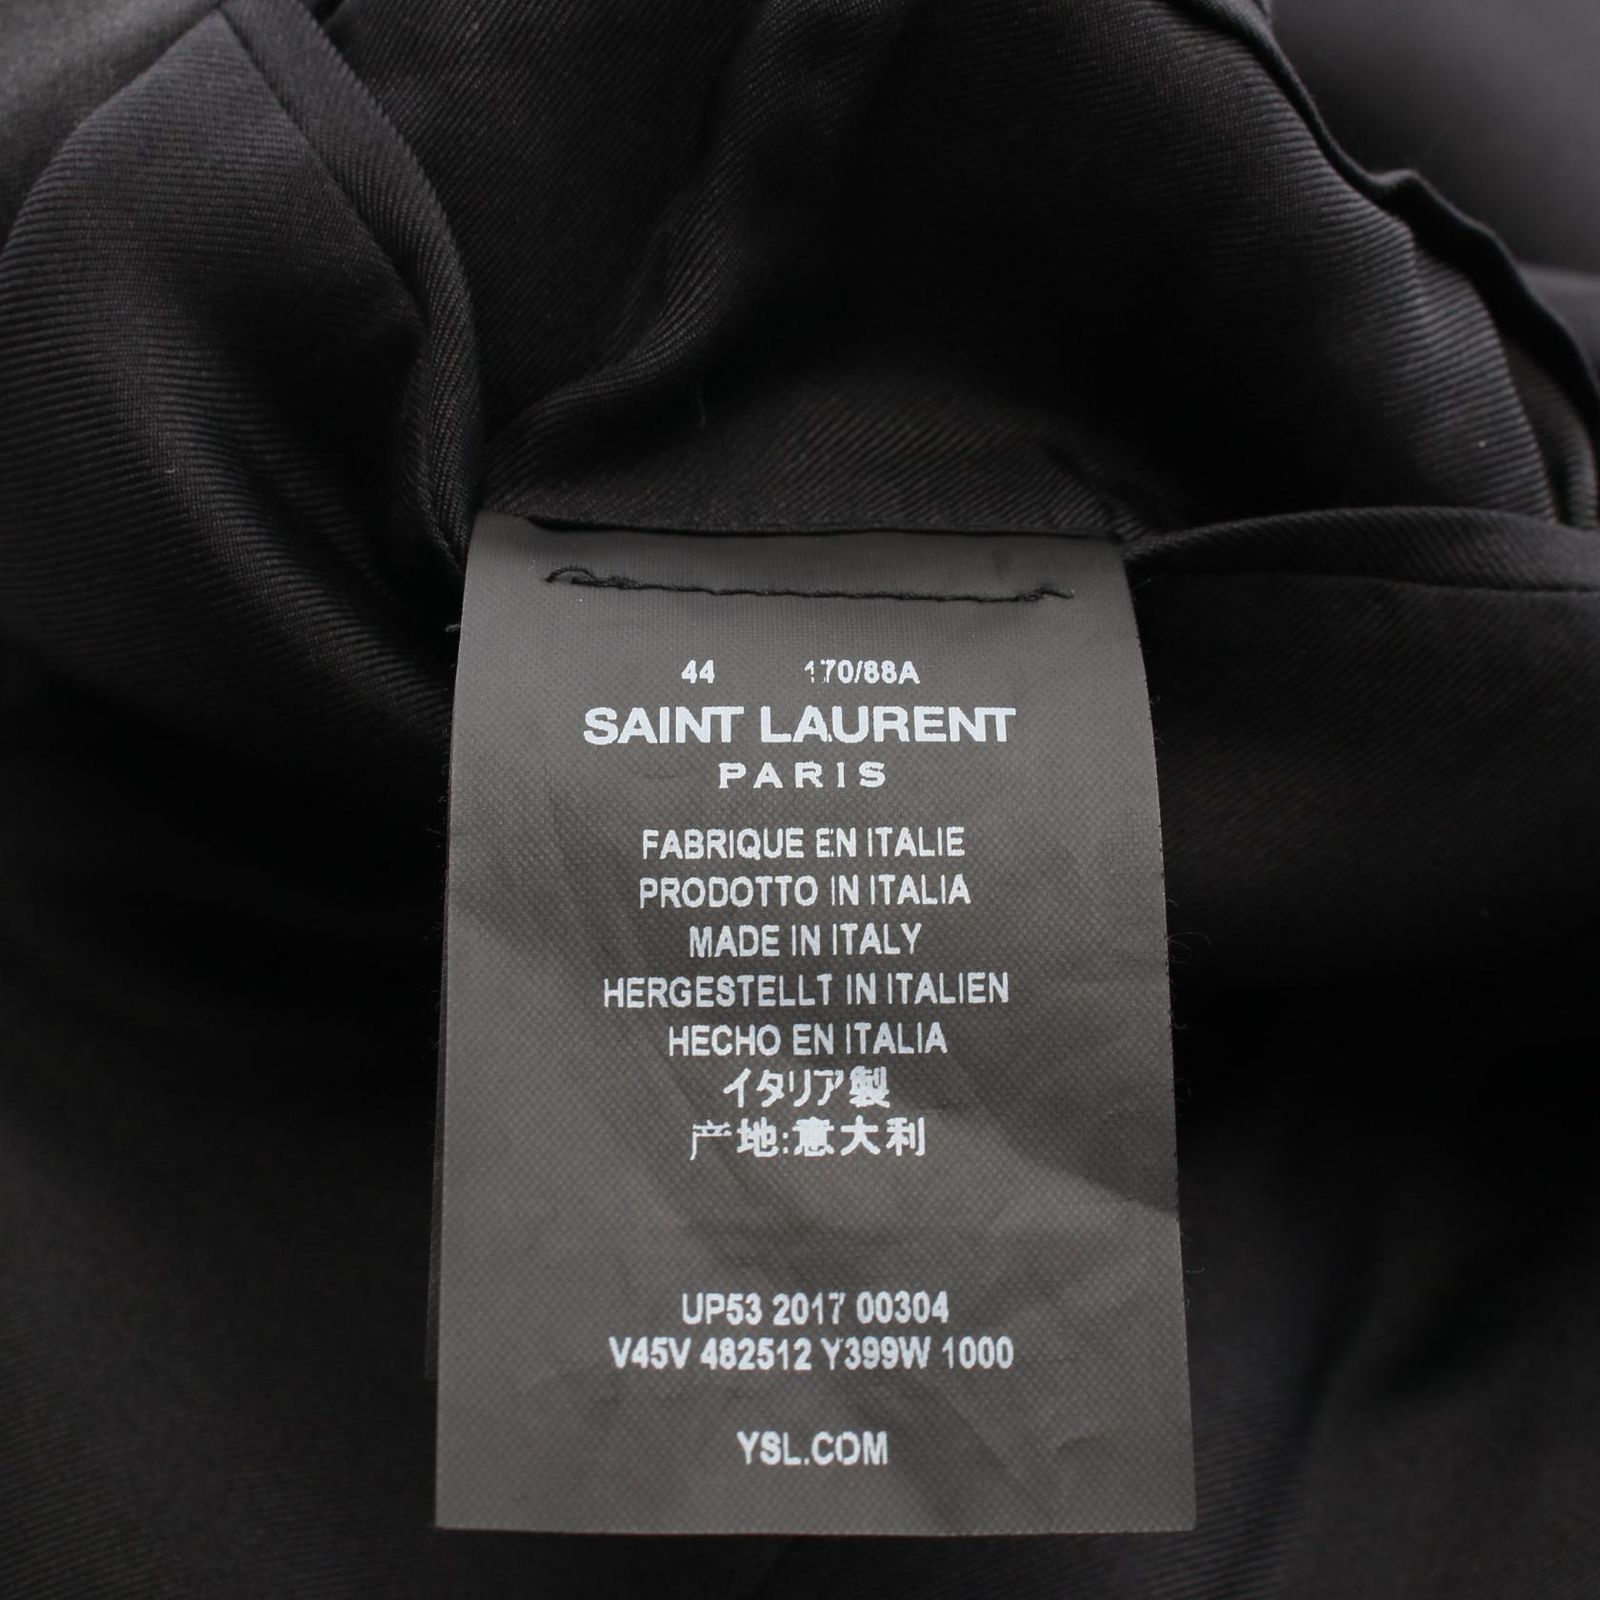 44 170/88A
SAINT LAURENT
PARIS
FABRIQUE EN ITALIE
PRODOTTO IN ITALIA
MADE IN ITALY
HERGESTELLT IN ITALIEN
HECHO EN ITALIA
イタリア製
产地:意大利
UP53 2017 00304
V45V 482512 Y399W 1000
YSL.COM